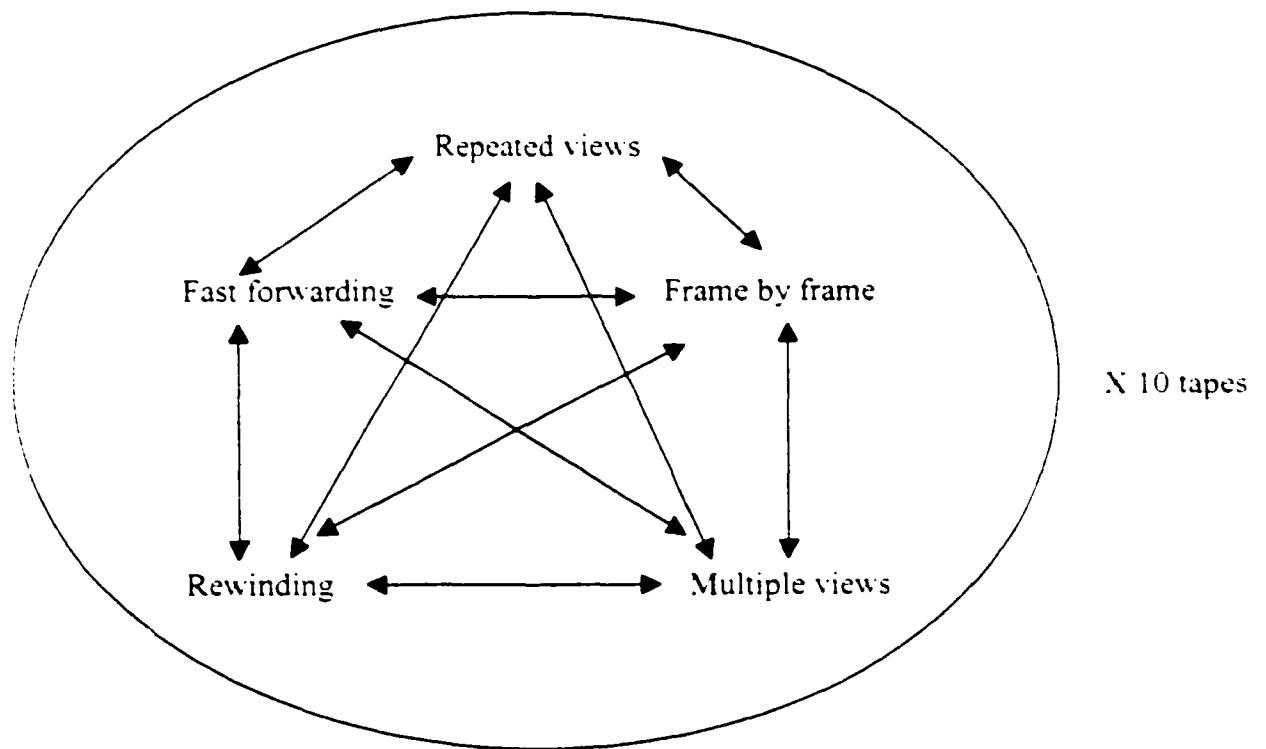 Repeated views
Fast forwarding
Frame by frame
X 10 tapes
Rewinding
Multiple views